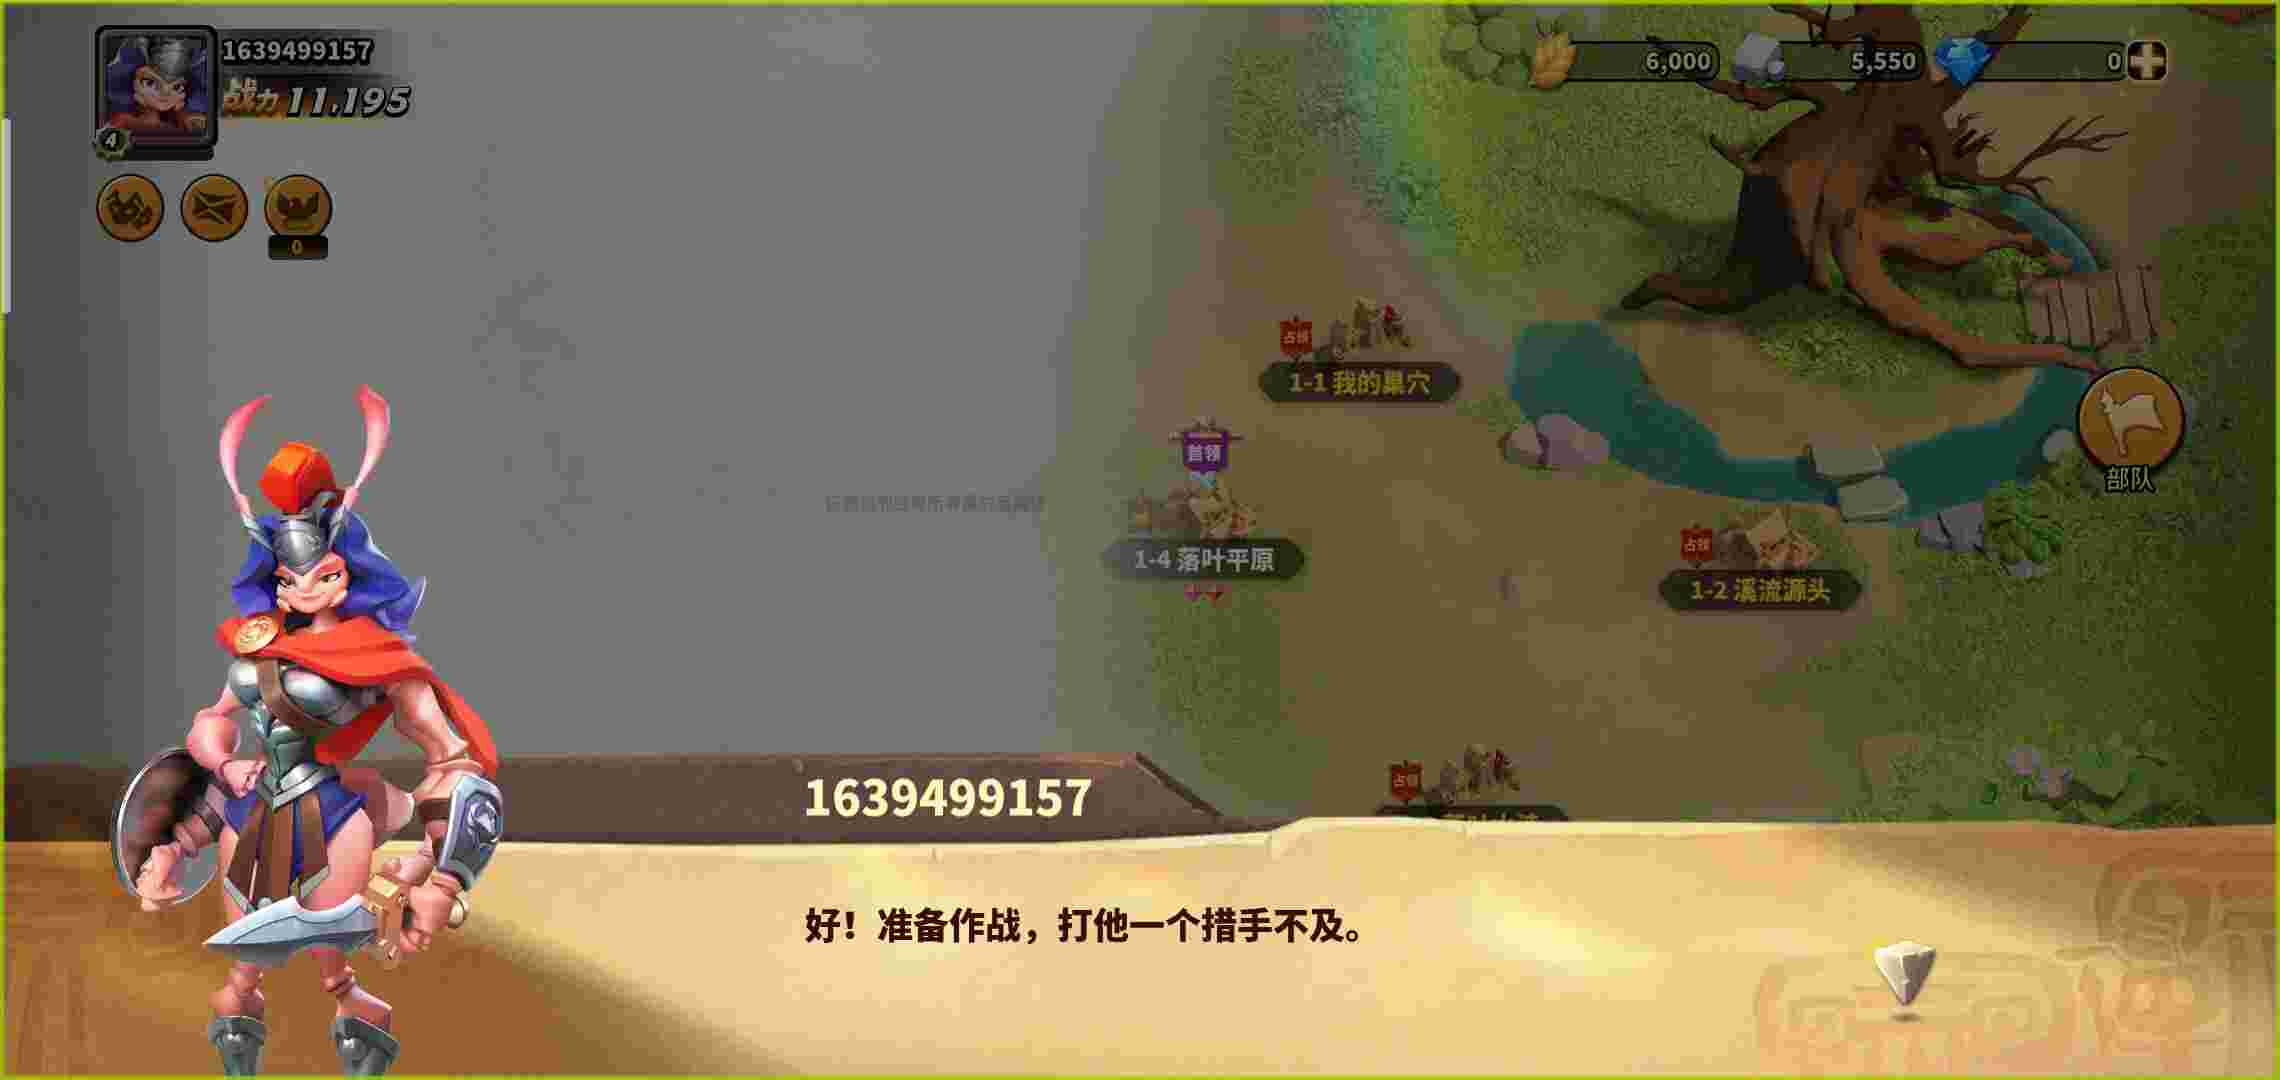 1639499157
战力 11,195
4
0
6,000
5,550
0
占领
1-1 我的巢穴
首领
1-4 落叶平原
占领
1-2 溪流源头
部队
占领
1639499157
好！准备作战，打他一个措手不及。